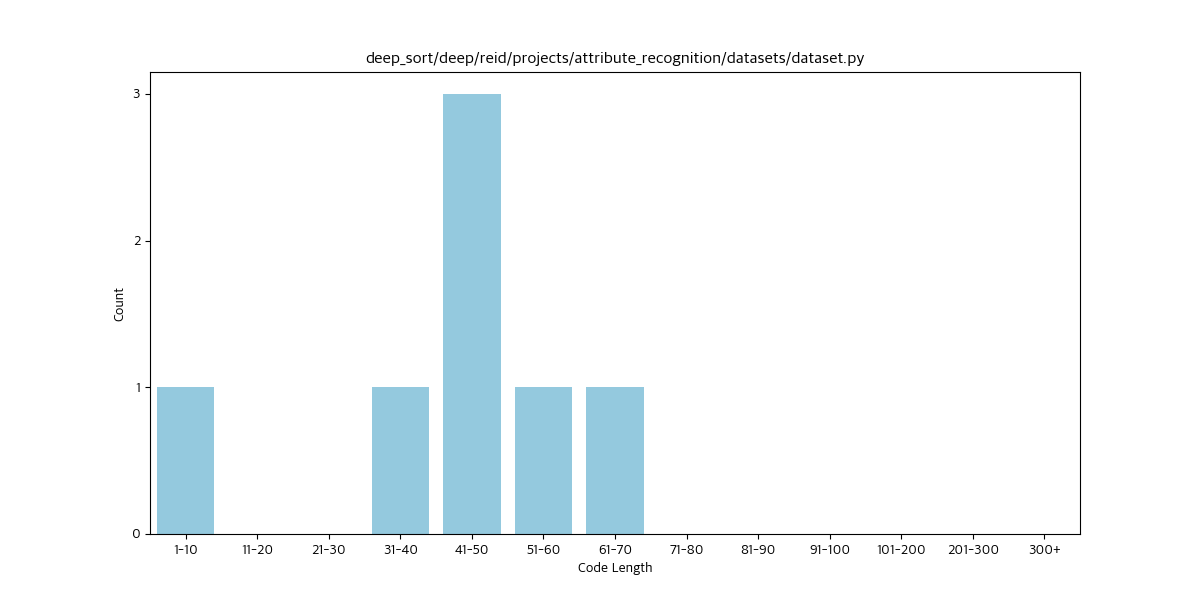 deep_sort/deep/reid/projects/attribute_recognition/datasets/dataset.py
3
2
1
0
Count
1-10 11-20 21-30 31-40 41-50 51-60 61-70 71-80 81-90 91-100 101-200 201-300 300+
Code Length